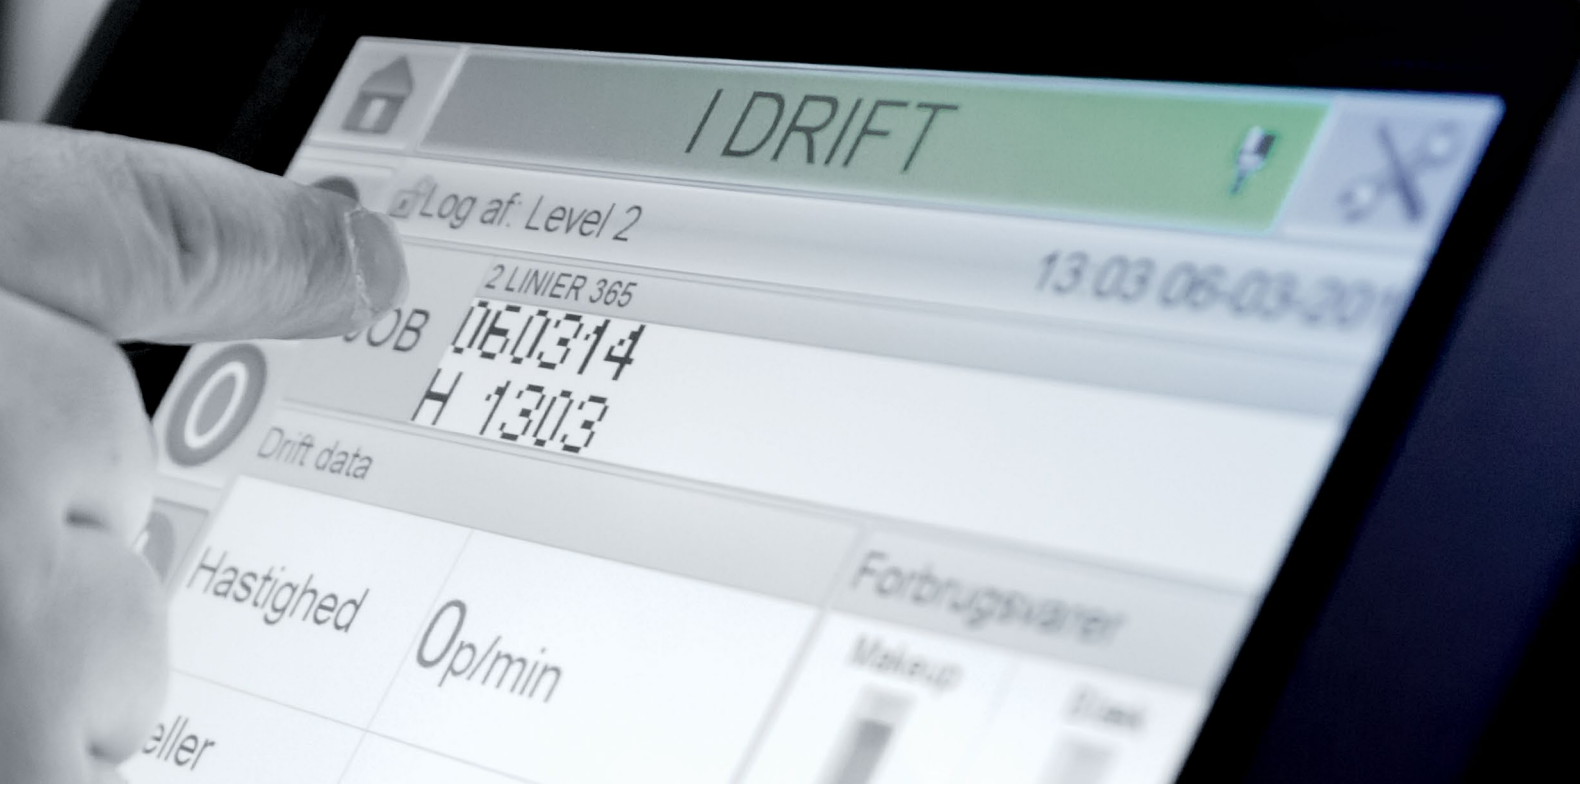 I DRIFT
Log af: Level 2
13:03 06-03-201
2 LINIER 365
JOB
060314
H 1303
Drift data
Hastighed
0p/min
Forbrugsvarer
Makeup
Blæk
eller